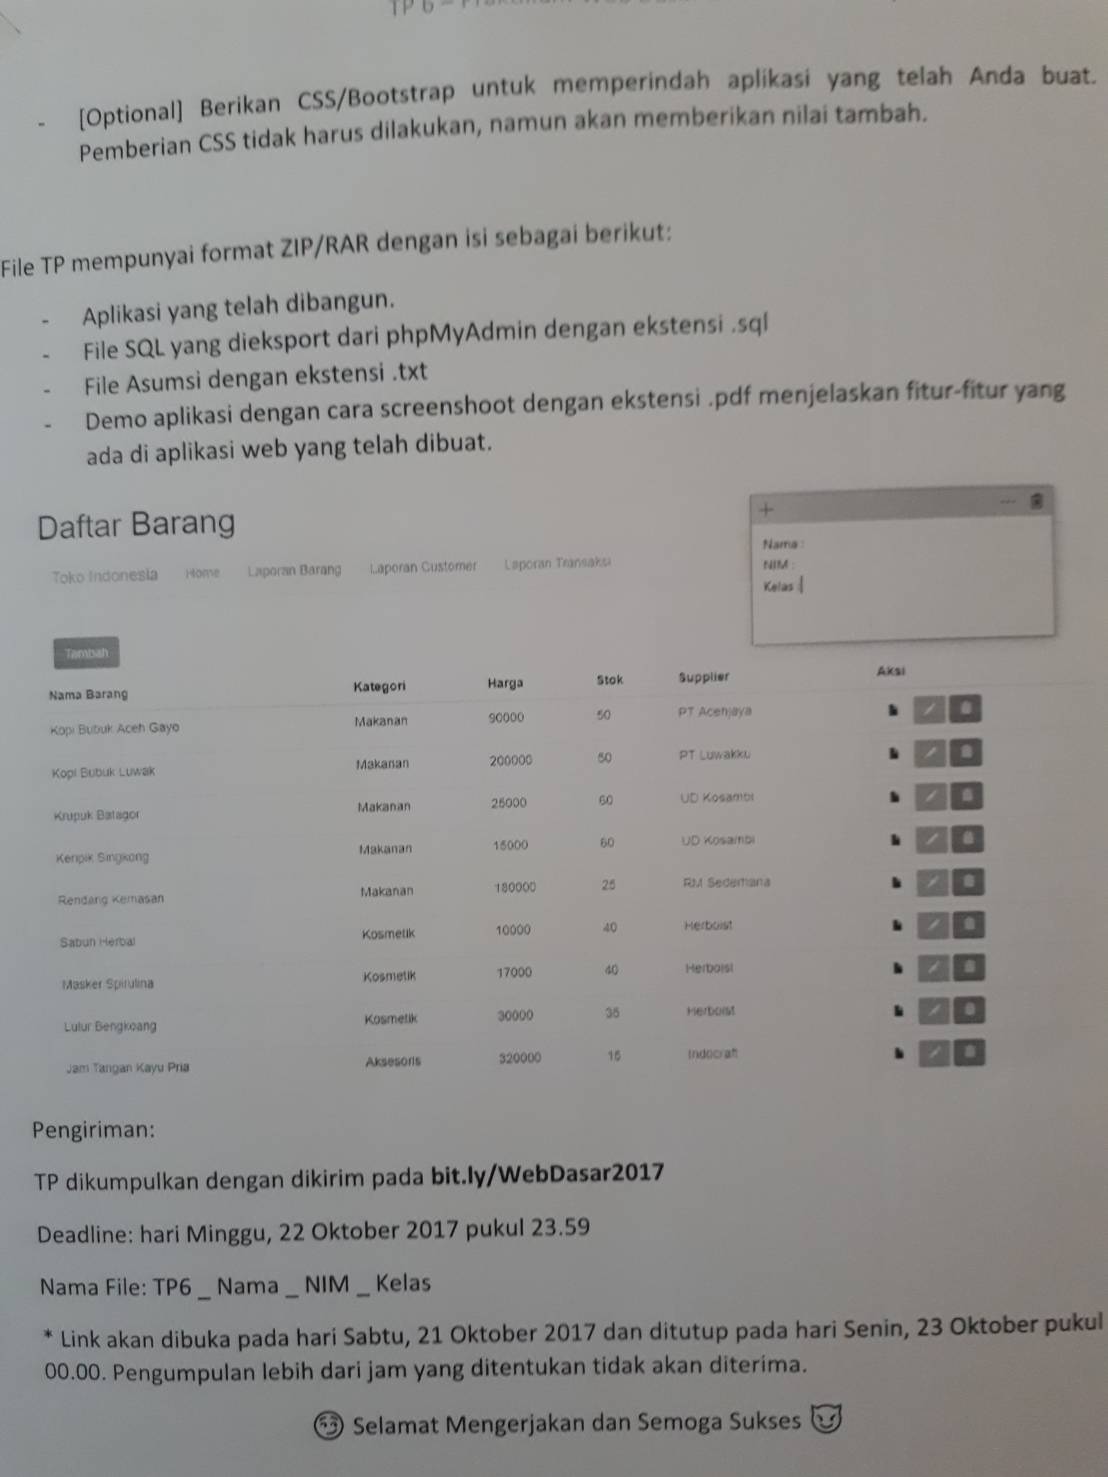 TP 6 –
- [Optional] Berikan CSS/Bootstrap untuk memperindah aplikasi yang telah Anda buat.
Pemberian CSS tidak harus dilakukan, namun akan memberikan nilai tambah.
File TP mempunyai format ZIP/RAR dengan isi sebagai berikut:
- Aplikasi yang telah dibangun.
- File SQL yang dieksport dari phpMyAdmin dengan ekstensi .sql
- File Asumsi dengan ekstensi .txt
- Demo aplikasi dengan cara screenshoot dengan ekstensi .pdf menjelaskan fitur-fitur yang
ada di aplikasi web yang telah dibuat.
Daftar Barang
Toko Indonesia Home Laporan Barang Laporan Customer Laporan Transaksi
Nama :
NIM :
Kelas :
Tambah
Nama Barang Kategori Harga Stok Supplier Aksi
Kopi Bubuk Aceh Gayo Makanan 90000 50 PT Acehjaya
Kopi Bubuk Luwak Makanan 200000 50 PT Luwakku
Krupuk Batagor Makanan 25000 60 UD Kosambi
Keripik Singkong Makanan 15000 60 UD Kosambi
Rendang Kemasan Makanan 180000 25 RM Sederhana
Sabun Herbal Kosmetik 10000 40 Herboist
Masker Spirulina Kosmetik 17000 40 Herboist
Lulur Bengkoang Kosmetik 30000 35 Herboist
Jam Tangan Kayu Pria Aksesoris 320000 15 Indocraft
Pengiriman:
TP dikumpulkan dengan dikirim pada bit.ly/WebDasar2017
Deadline: hari Minggu, 22 Oktober 2017 pukul 23.59
Nama File: TP6 _ Nama _ NIM _ Kelas
* Link akan dibuka pada hari Sabtu, 21 Oktober 2017 dan ditutup pada hari Senin, 23 Oktober pukul
00.00. Pengumpulan lebih dari jam yang ditentukan tidak akan diterima.
Selamat Mengerjakan dan Semoga Sukses